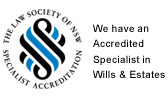 THE LAW SOCIETY OF NSW
SPECIALIST ACCREDITATION
We have an
Accredited
Specialist in
Wills & Estates